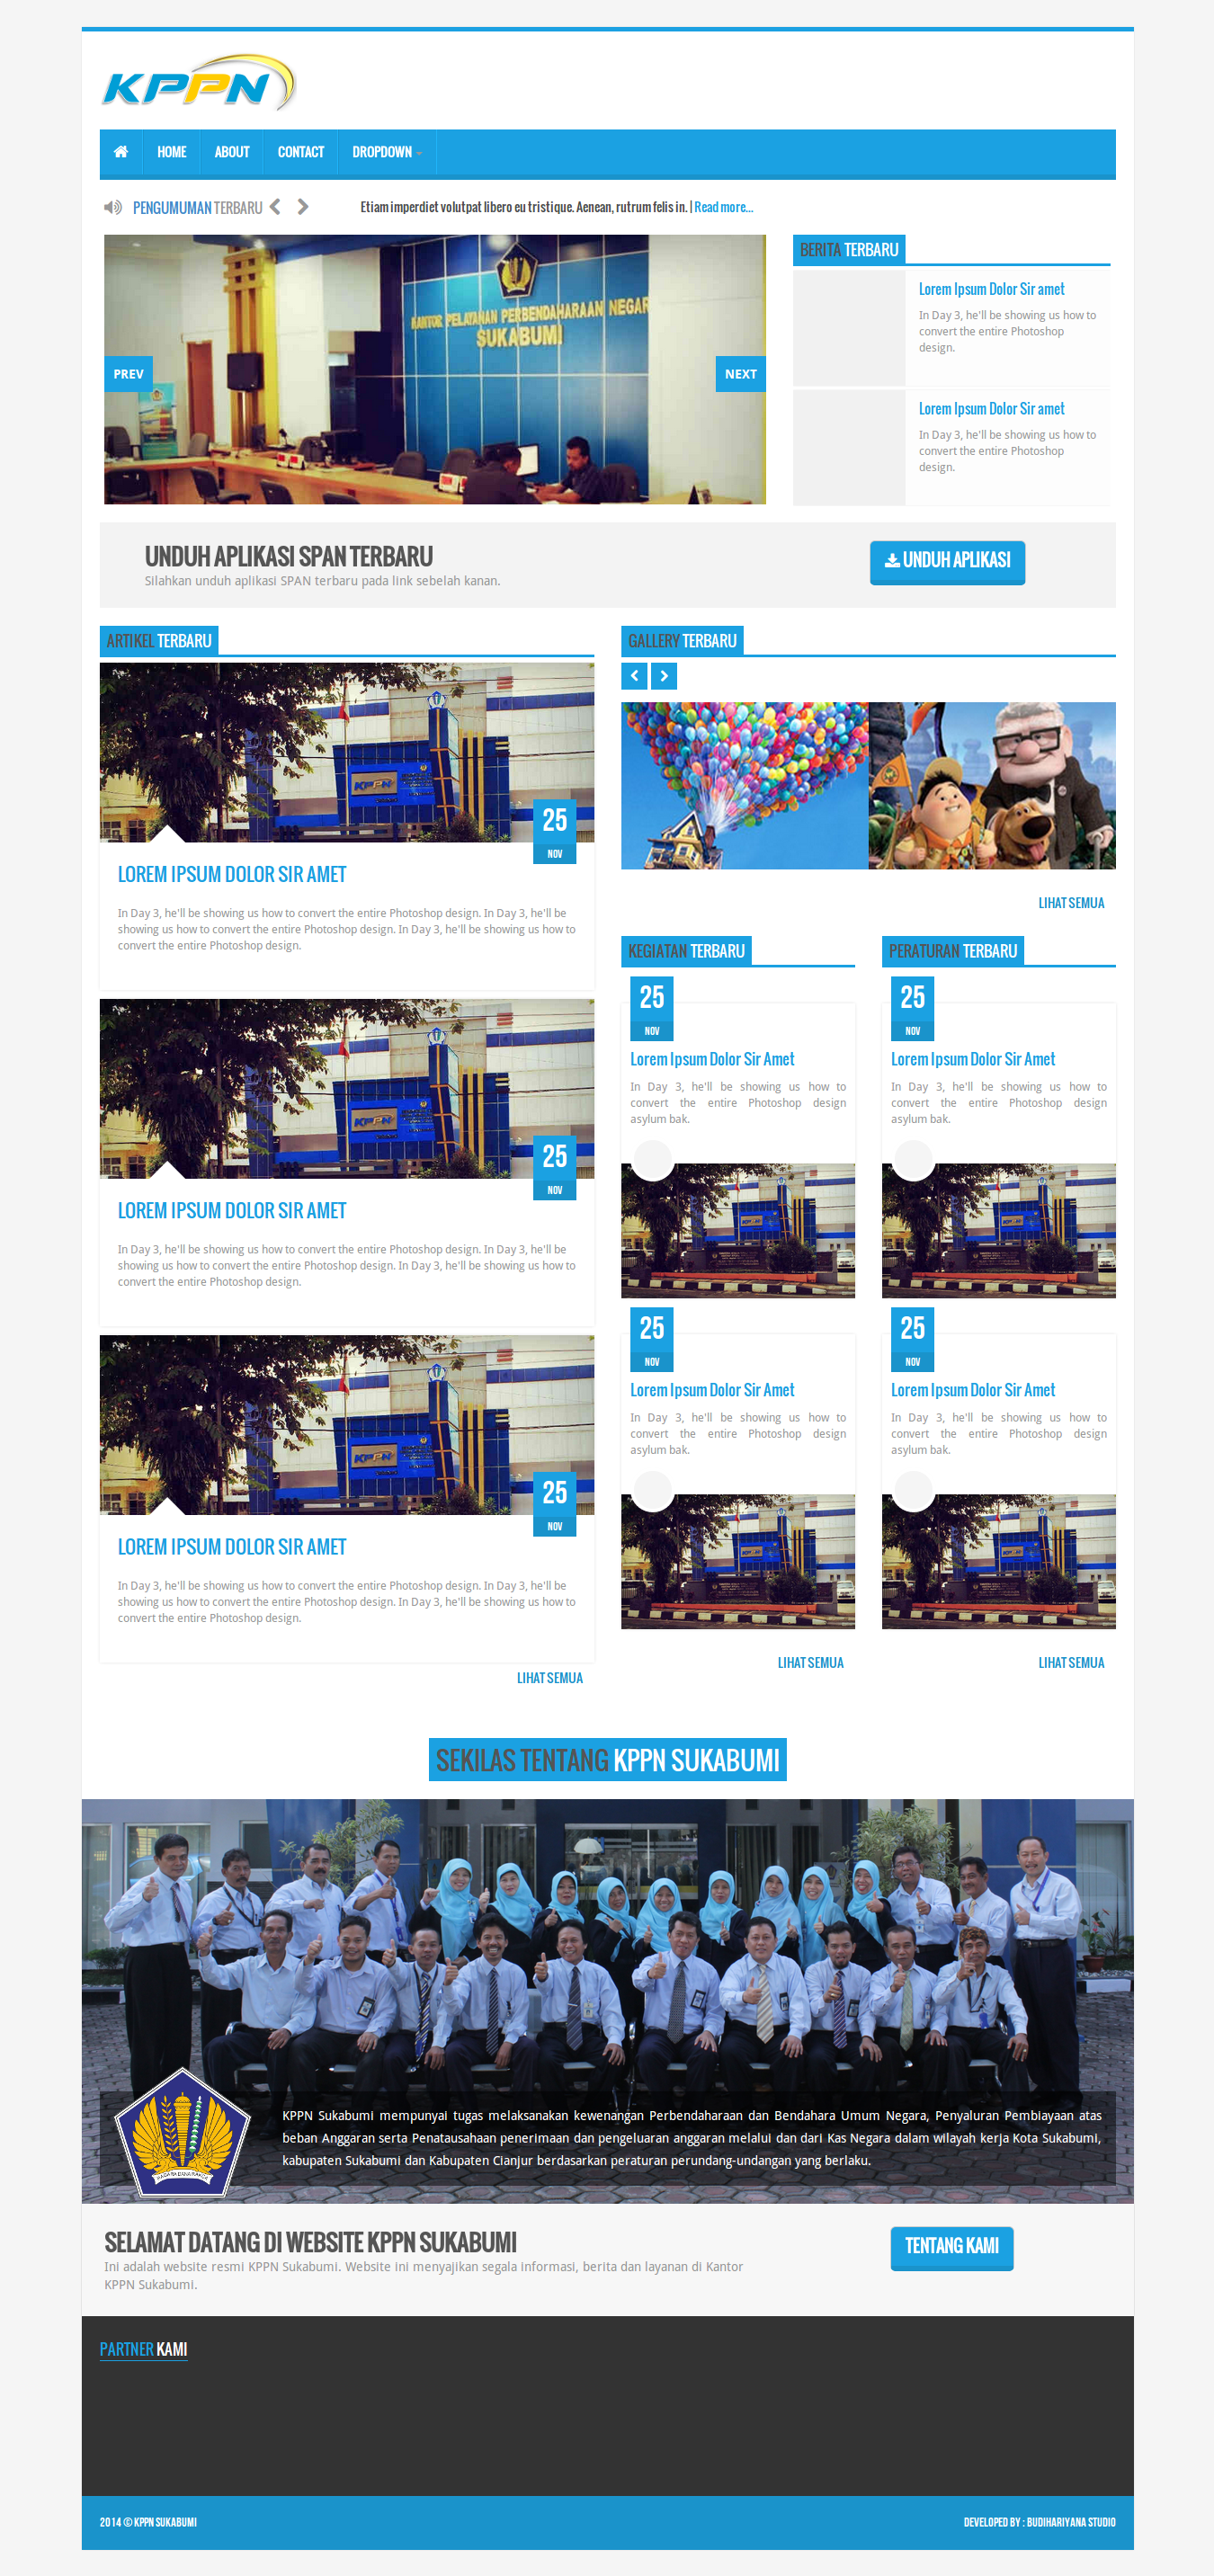 KPPN
HOME ABOUT CONTACT DROPDOWN
PENGUMUMAN TERBARU
Etiam imperdiet volutpat libero eu tristique. Aenean, rutrum felis in. | Read more...
KANTOR PELAYANAN PERBENDAHARAAN NEGARA
SUKABUMI
PREV
NEXT
BERITA TERBARU
Lorem Ipsum Dolor Sir amet
In Day 3, he'll be showing us how to
convert the entire Photoshop
design.
Lorem Ipsum Dolor Sir amet
In Day 3, he'll be showing us how to
convert the entire Photoshop
design.
UNDUH APLIKASI SPAN TERBARU
Silahkan unduh aplikasi SPAN terbaru pada link sebelah kanan.
UNDUH APLIKASI
ARTIKEL TERBARU
KPPN
25
NOV
LOREM IPSUM DOLOR SIR AMET
In Day 3, he'll be showing us how to convert the entire Photoshop design. In Day 3, he'll be
showing us how to convert the entire Photoshop design. In Day 3, he'll be showing us how to
convert the entire Photoshop design.
KPPN
25
NOV
LOREM IPSUM DOLOR SIR AMET
In Day 3, he'll be showing us how to convert the entire Photoshop design. In Day 3, he'll be
showing us how to convert the entire Photoshop design. In Day 3, he'll be showing us how to
convert the entire Photoshop design.
KPPN
25
NOV
LOREM IPSUM DOLOR SIR AMET
In Day 3, he'll be showing us how to convert the entire Photoshop design. In Day 3, he'll be
showing us how to convert the entire Photoshop design. In Day 3, he'll be showing us how to
convert the entire Photoshop design.
LIHAT SEMUA
GALLERY TERBARU
LIHAT SEMUA
KEGIATAN TERBARU
25
NOV
Lorem Ipsum Dolor Sir Amet
In Day 3, he'll be showing us how to
convert the entire Photoshop design
asylum bak.
25
NOV
Lorem Ipsum Dolor Sir Amet
In Day 3, he'll be showing us how to
convert the entire Photoshop design
asylum bak.
LIHAT SEMUA
PERATURAN TERBARU
25
NOV
Lorem Ipsum Dolor Sir Amet
In Day 3, he'll be showing us how to
convert the entire Photoshop design
asylum bak.
25
NOV
Lorem Ipsum Dolor Sir Amet
In Day 3, he'll be showing us how to
convert the entire Photoshop design
asylum bak.
LIHAT SEMUA
SEKILAS TENTANG KPPN SUKABUMI
KPPN Sukabumi mempunyai tugas melaksanakan kewenangan Perbendaharaan dan Bendahara Umum Negara, Penyaluran Pembiayaan atas
beban Anggaran serta Penatausahaan penerimaan dan pengeluaran anggaran melalui dan dari Kas Negara dalam wilayah kerja Kota Sukabumi,
kabupaten Sukabumi dan Kabupaten Cianjur berdasarkan peraturan perundang-undangan yang berlaku.
SELAMAT DATANG DI WEBSITE KPPN SUKABUMI
Ini adalah website resmi KPPN Sukabumi. Website ini menyajikan segala informasi, berita dan layanan di Kantor
KPPN Sukabumi.
TENTANG KAMI
PARTNER KAMI
2014 © KPPN SUKABUMI
DEVELOPED BY : BUDIHARIYANA STUDIO